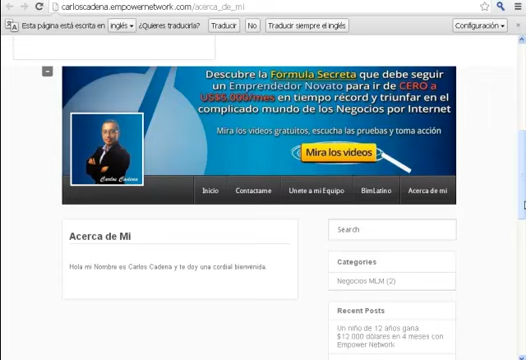 carloscadena.empowernetwork.com/acerca_de_mi
Esta página está escrita en inglés ¿Quieres traducirla? Traducir No Traducir siempre el inglés Configuración
Descubre la Formula Secreta que debe seguir
un Emprendedor Novato para ir de CERO a
US$6.000/mes en tiempo récord y triunfar en el
complicado mundo de los Negocios por Internet
Mira los videos gratuitos, escucha las pruebas y toma acción
Mira los videos
Carlos Cadena
Inicio Contactame Unete a mi Equipo BimLatino Acerca de mi
Acerca de Mi
Hola mi Nombre es Carlos Cadena y te doy una cordial bienvenida.
Search
Categories
Negocios MLM (2)
Recent Posts
Un niño de 12 años gana
$12 000 dólares en 4 meses con
Empower Network